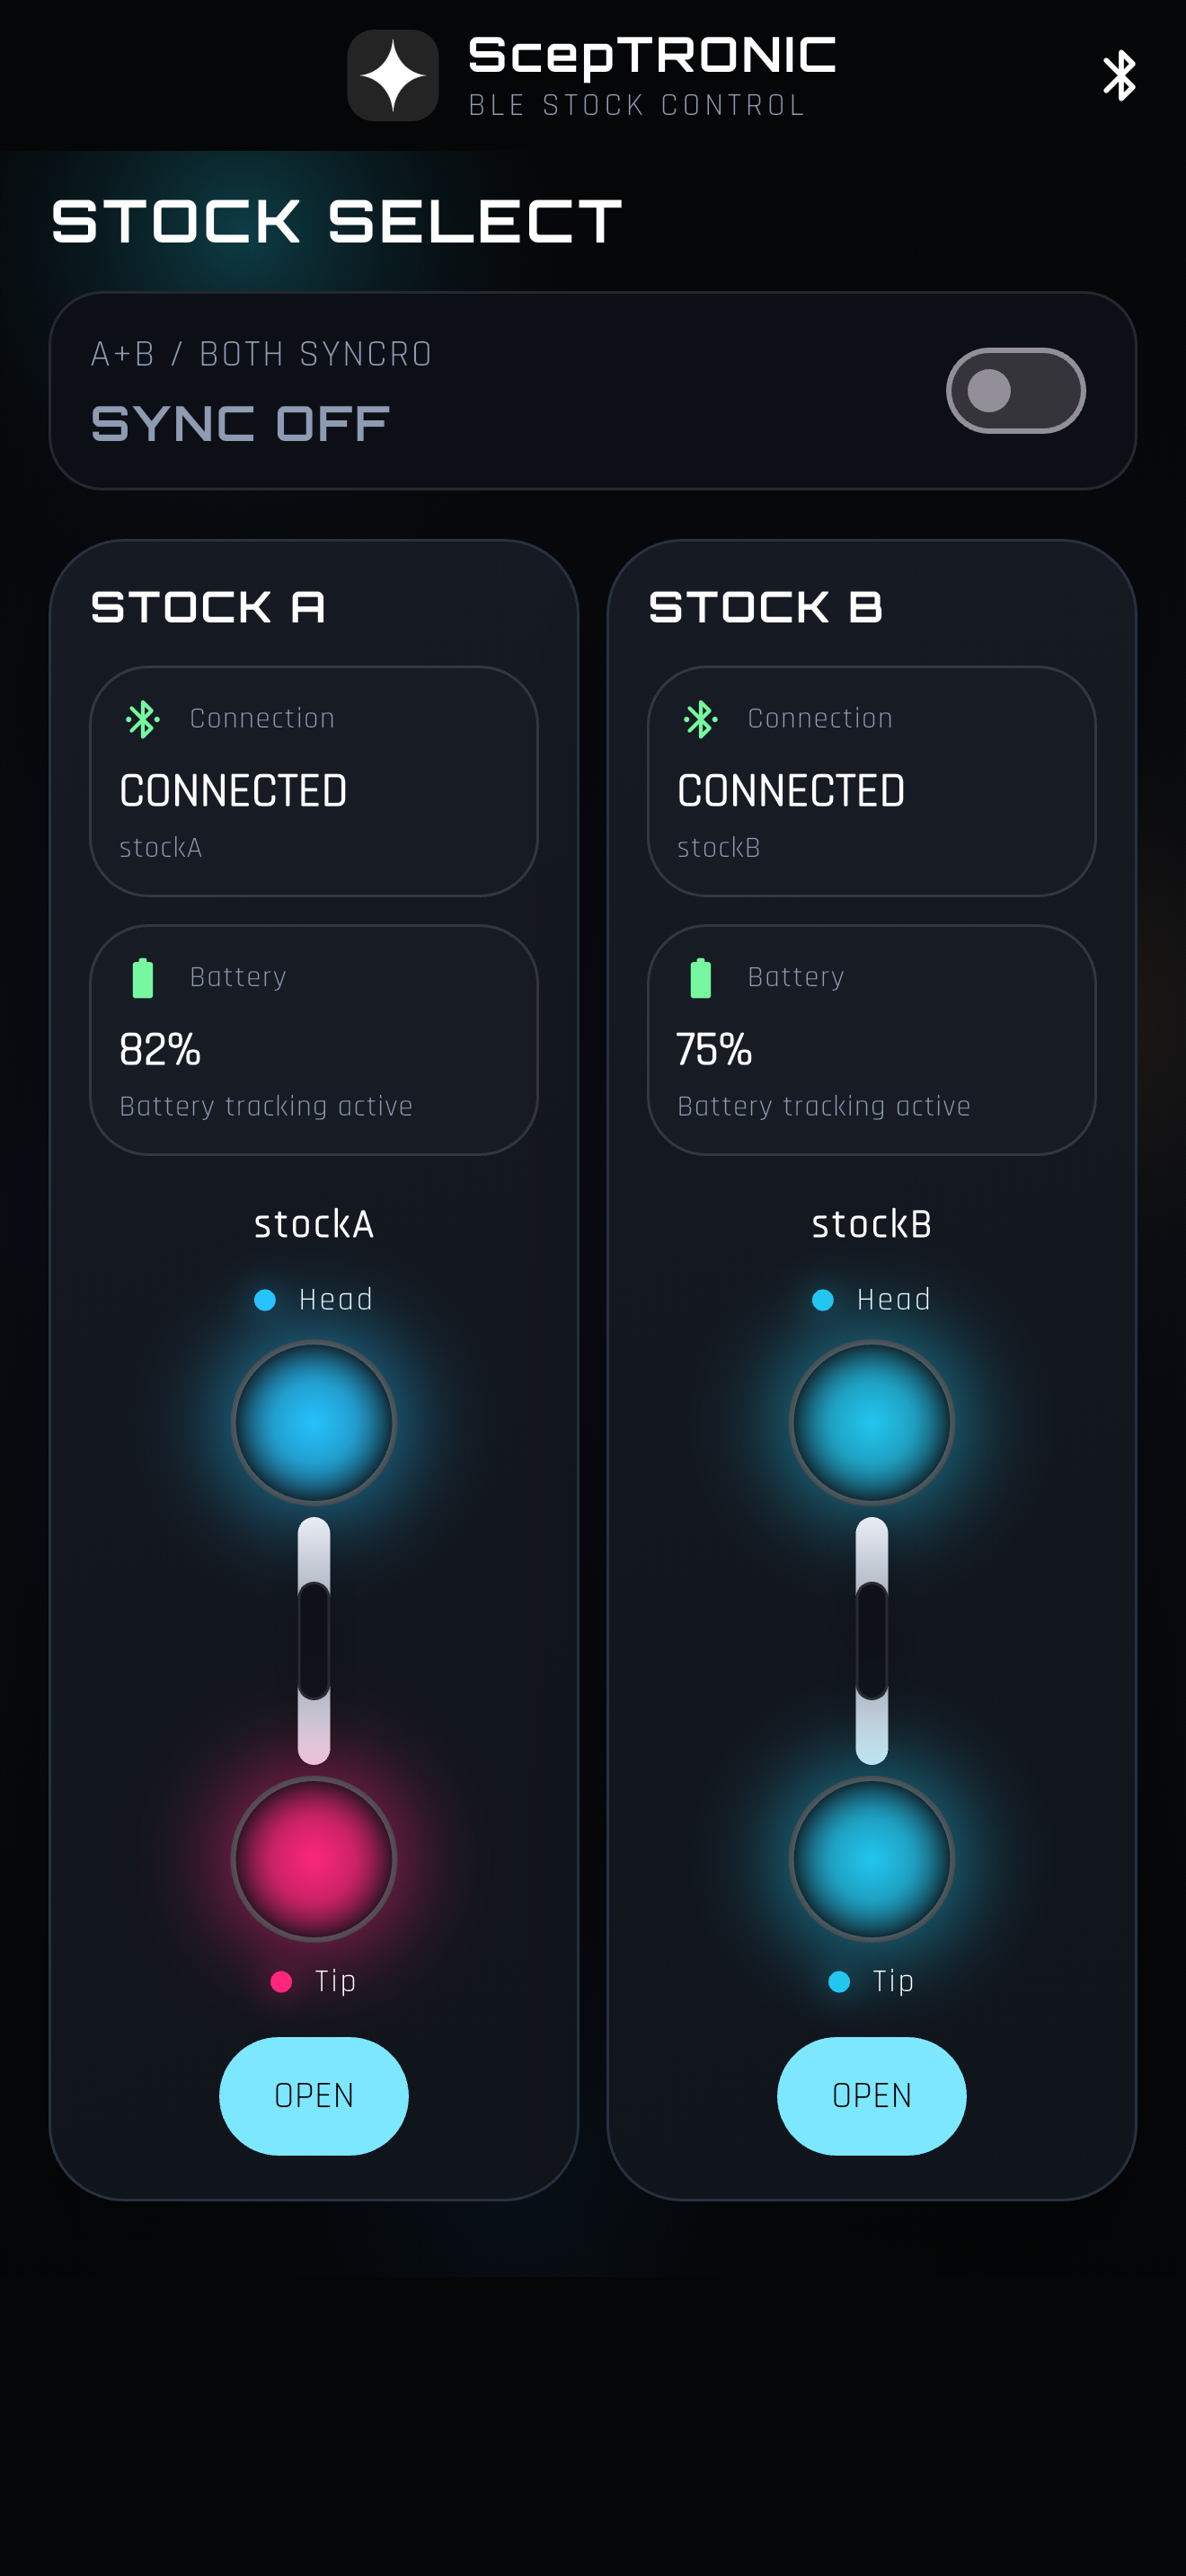 ScepTRONIC
BLE STOCK CONTROL
STOCK SELECT
A+B / BOTH SYNCRO
SYNC OFF
STOCK A
Connection
CONNECTED
stockA
Battery
82%
Battery tracking active
stockA
Head
Tip
OPEN
STOCK B
Connection
CONNECTED
stockB
Battery
75%
Battery tracking active
stockB
Head
Tip
OPEN